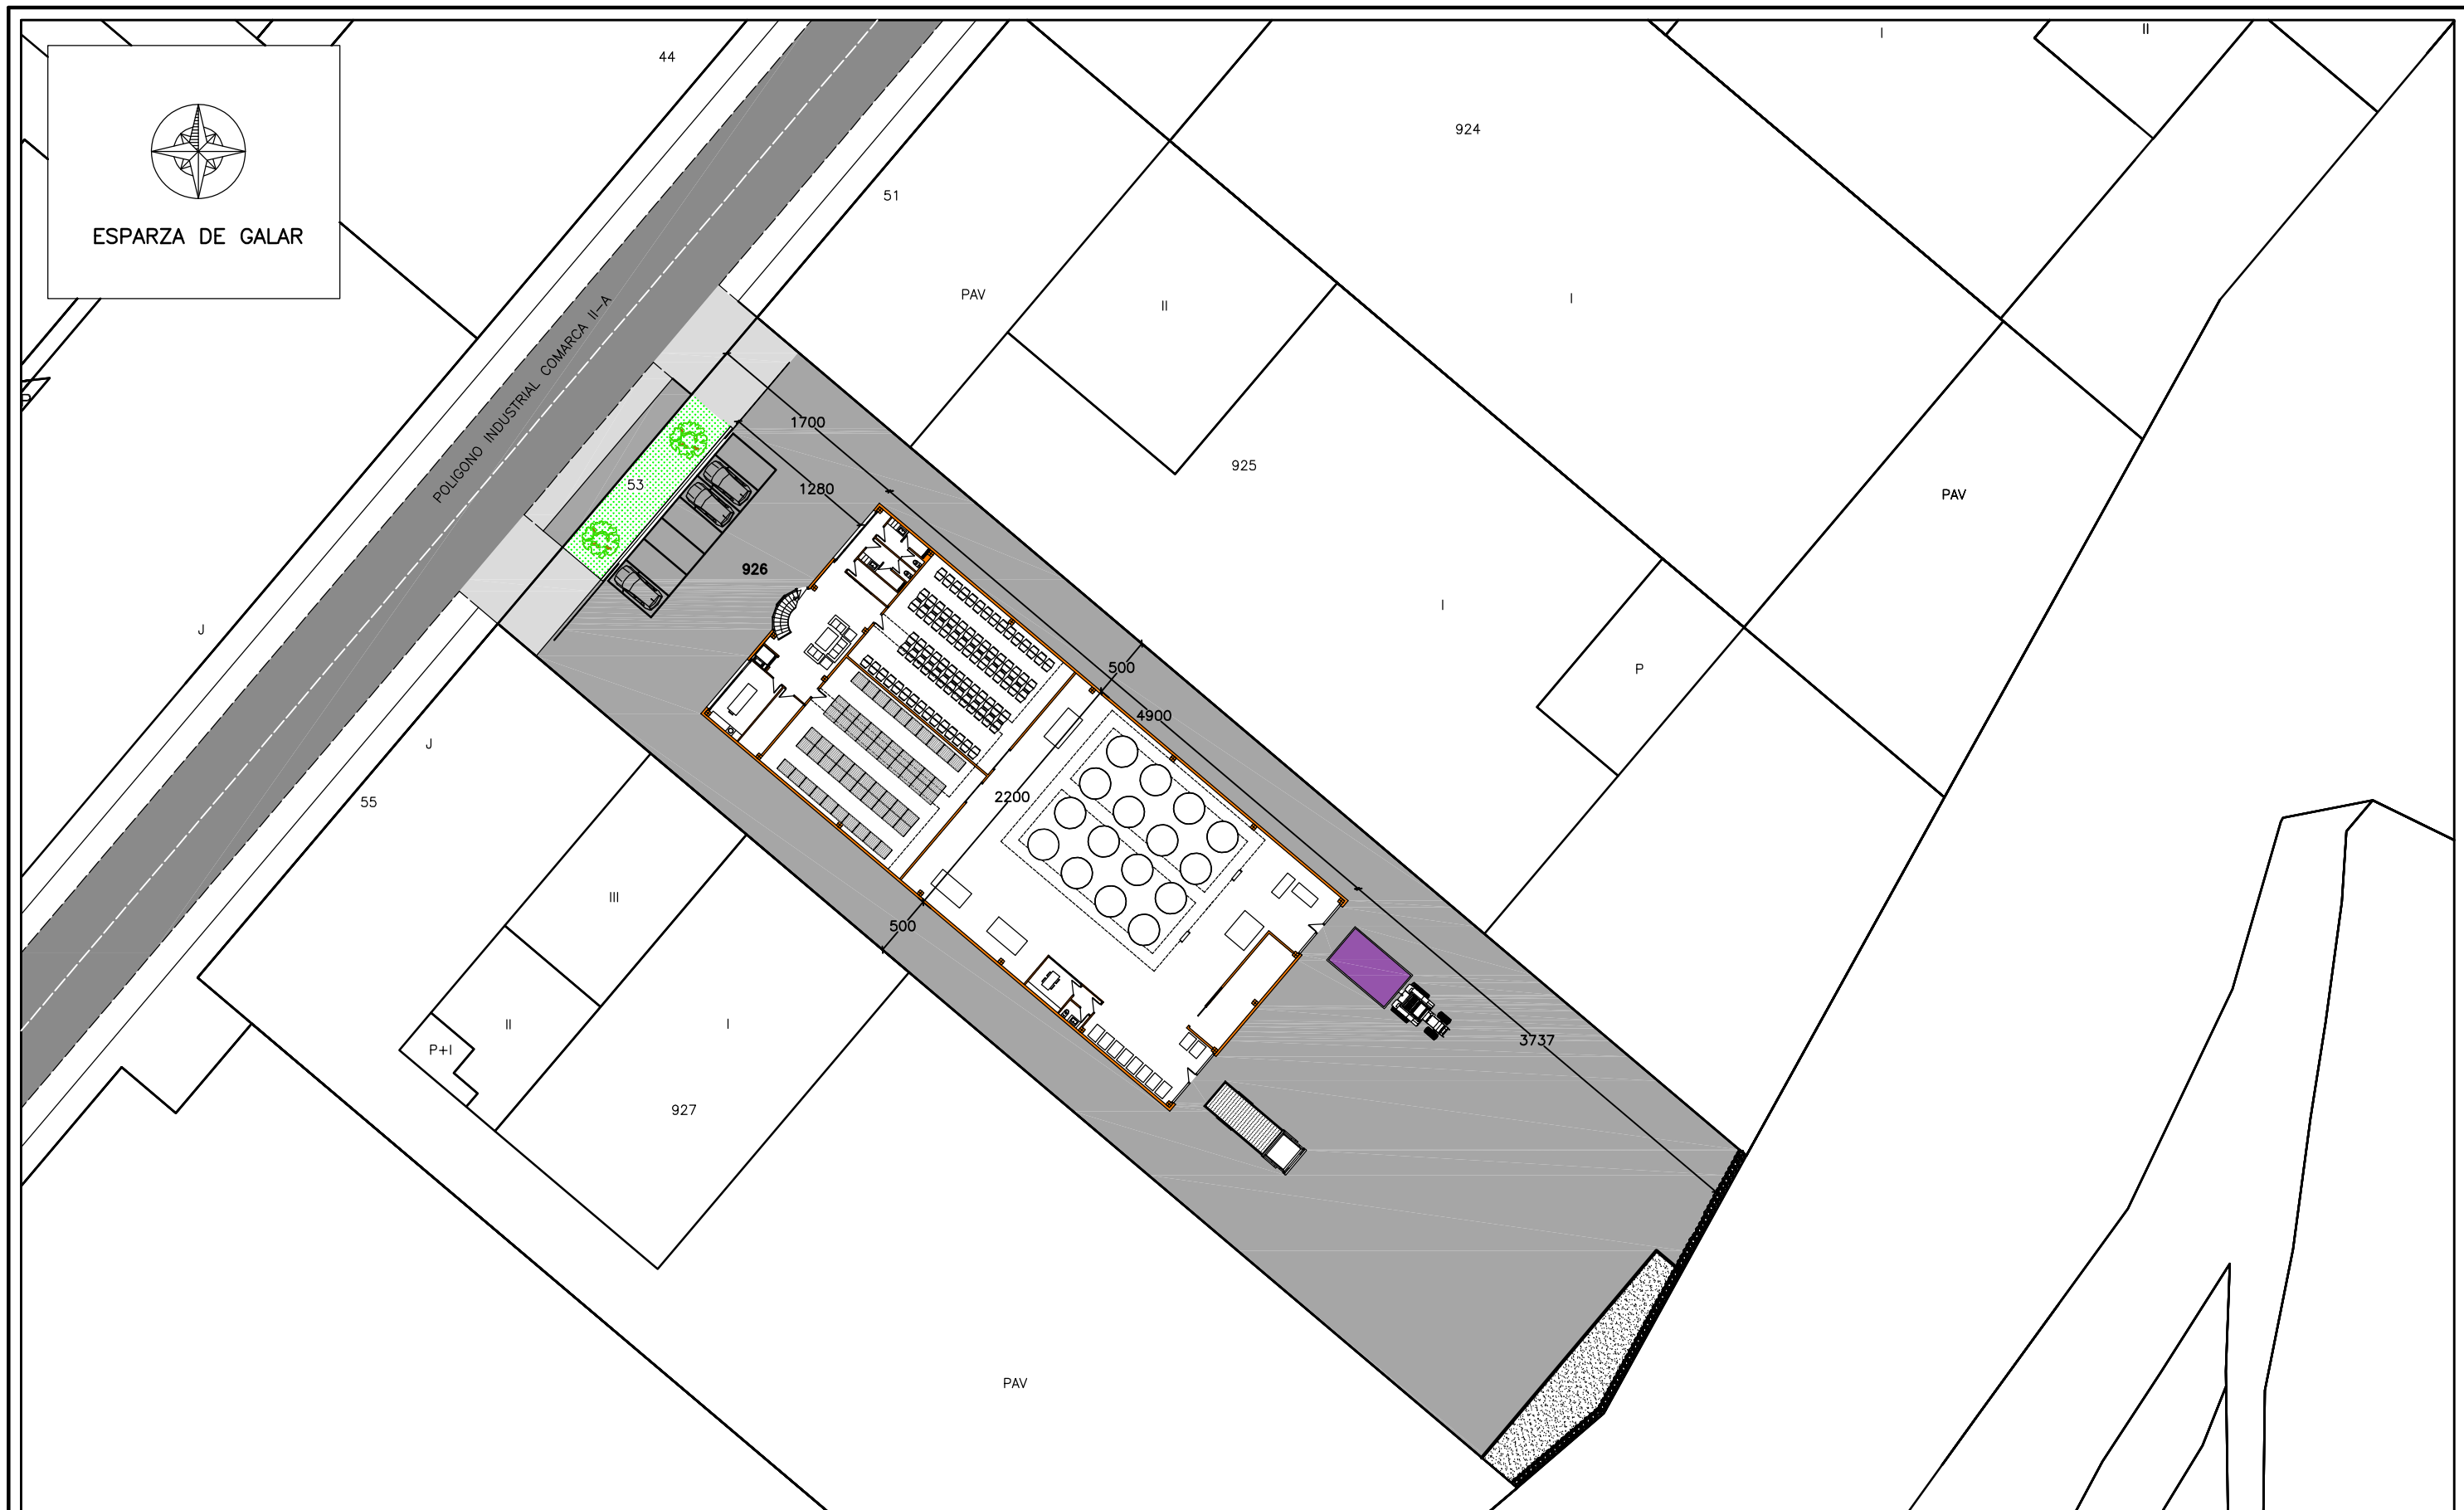 44
I
II
924
51
ESPARZA DE GALAR
PAV
II
I
POLIGONO INDUSTRIAL COMARCA II-A
1700
925
53
1280
PAV
926
I
J
500
P
4900
J
2200
55
III
500
II
I
3737
P+I
927
PAV